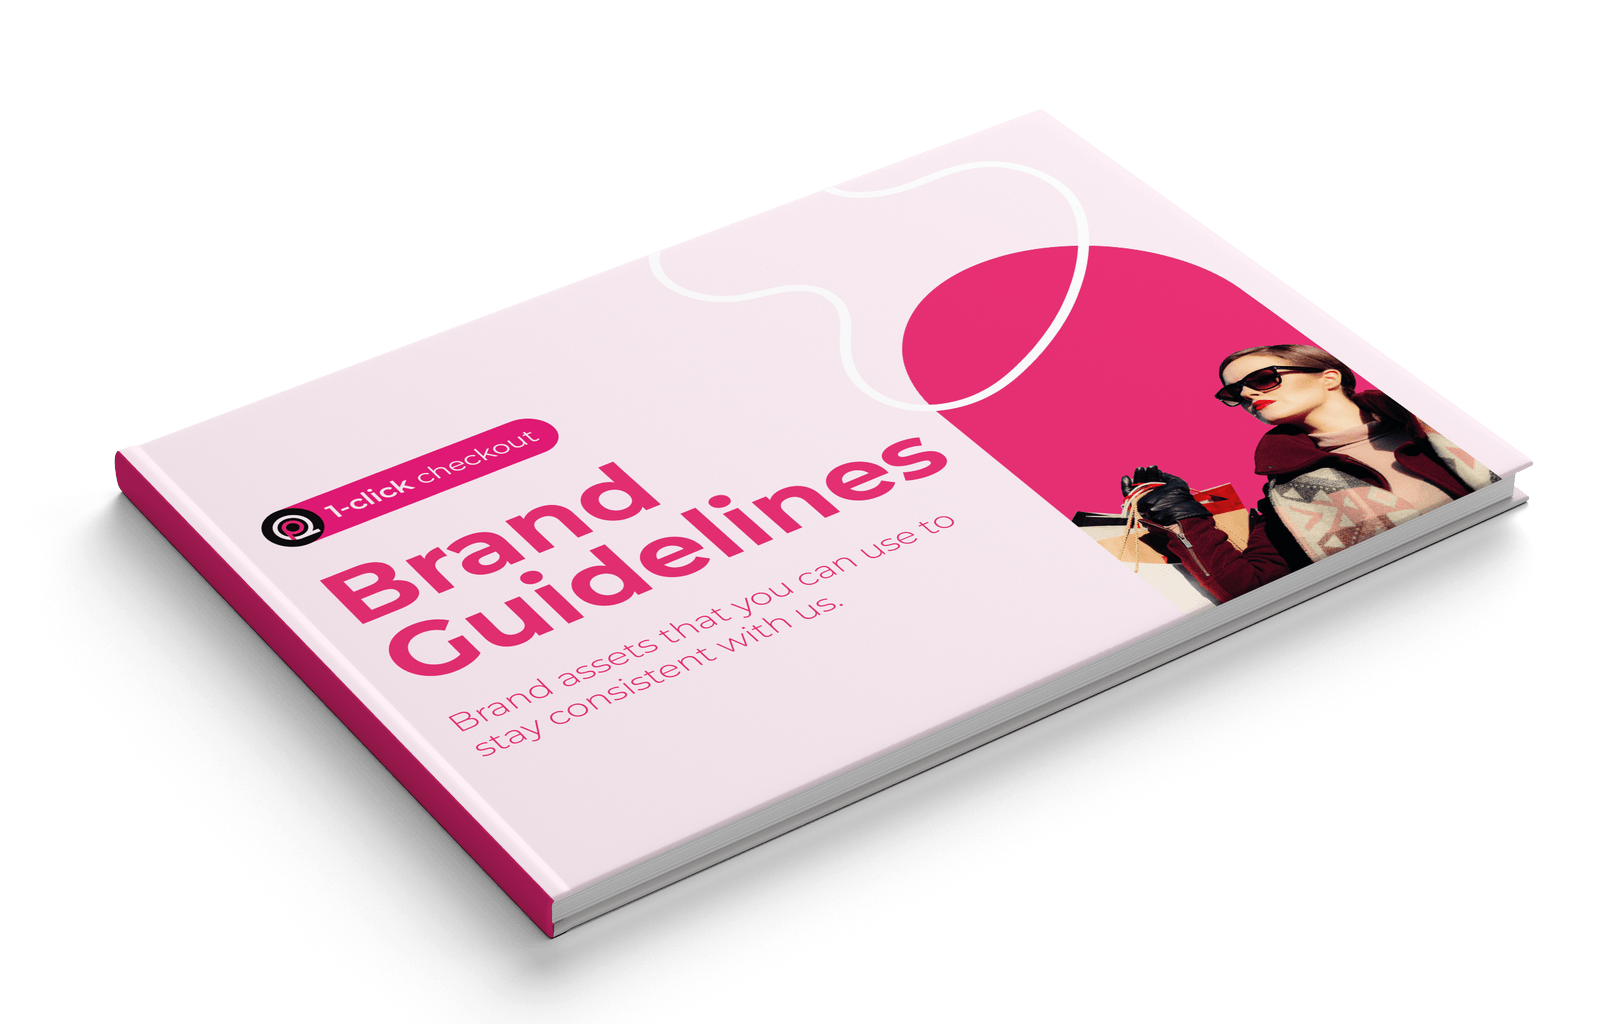 1-click checkout
Brand
Guidelines
Brand assets that you can use to
stay consistent with us.